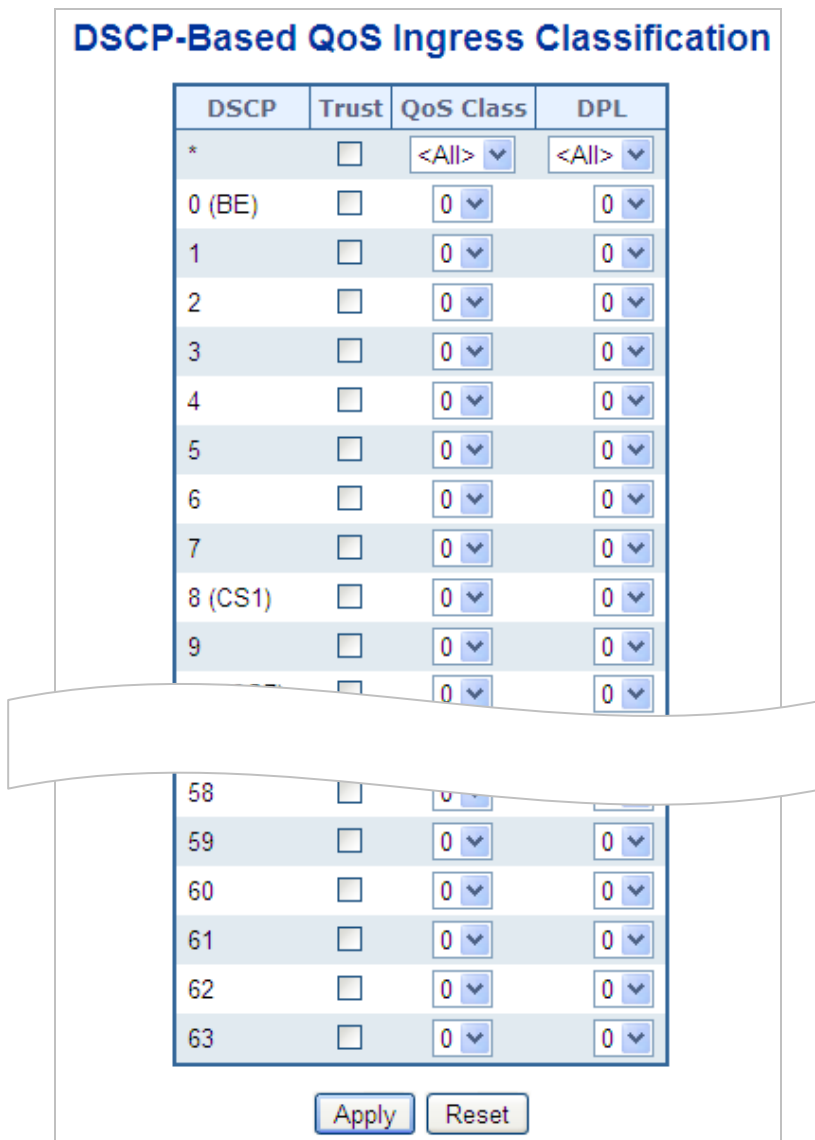 DSCP-Based QoS Ingress Classification
DSCP Trust QoS Class DPL
* <All> <All>
0 (BE) 0 0
1 0 0
2 0 0
3 0 0
4 0 0
5 0 0
6 0 0
7 0 0
8 (CS1) 0 0
9 0 0
0 0
58 0
59 0 0
60 0 0
61 0 0
62 0 0
63 0 0
Apply Reset